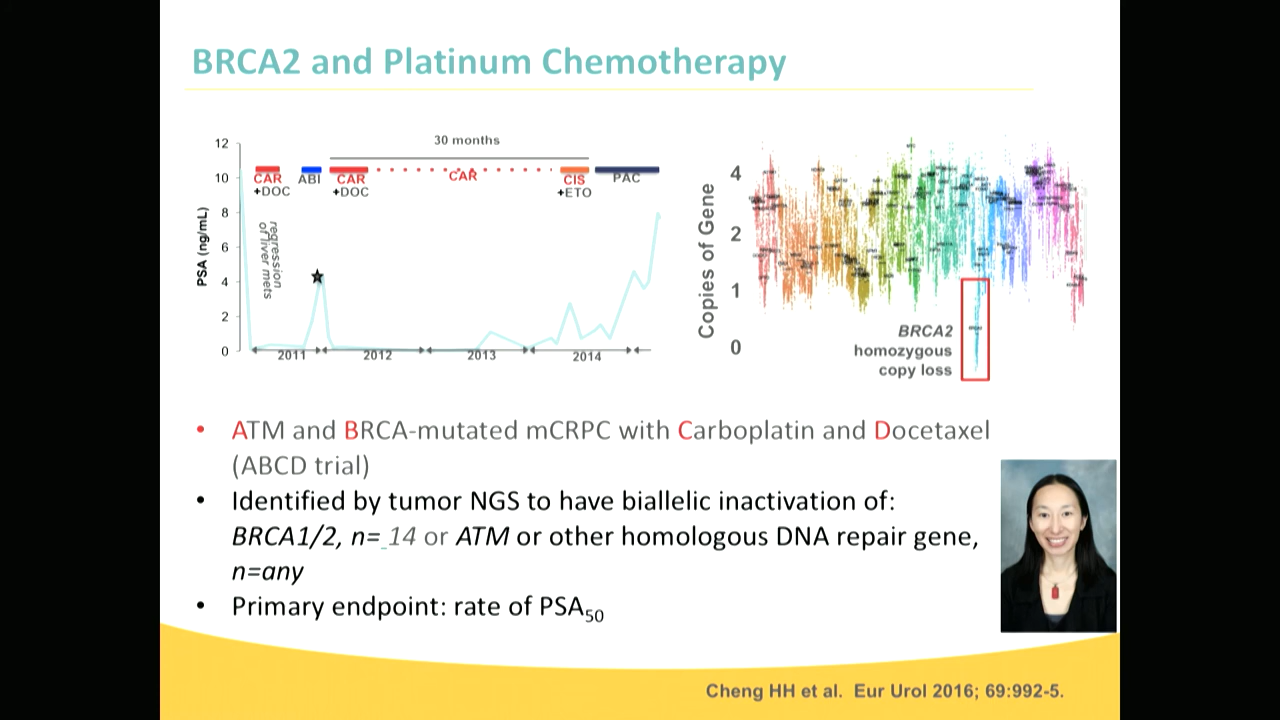 BRCA2 and Platinum Chemotherapy
30 months
12
10
8
6
4
2
0
PSA (ng/mL)
CAR
+DOC
ABI
CAR
+DOC
CAR
CIS
+ETO
PAC
regression
of liver mets
2011
2012
2013
2014
Copies of Gene
4
2
1
0
BRCA2
homozygous
copy loss
• ATM and BRCA-mutated mCRPC with Carboplatin and Docetaxel
(ABCD trial)
• Identified by tumor NGS to have biallelic inactivation of:
BRCA1/2, n=_14 or ATM or other homologous DNA repair gene,
n=any
• Primary endpoint: rate of PSA50
Cheng HH et al. Eur Urol 2016; 69:992-5.